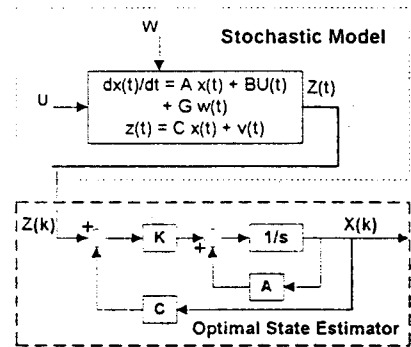 W
Stochastic Model
dx(t)/dt = A x(t) + BU(t)
+ G w(t)
z(t) = C x(t) + v(t)
U
Z(t)
Z(k)
+
-
K
+
1/s
X(k)
A
C
Optimal State Estimator